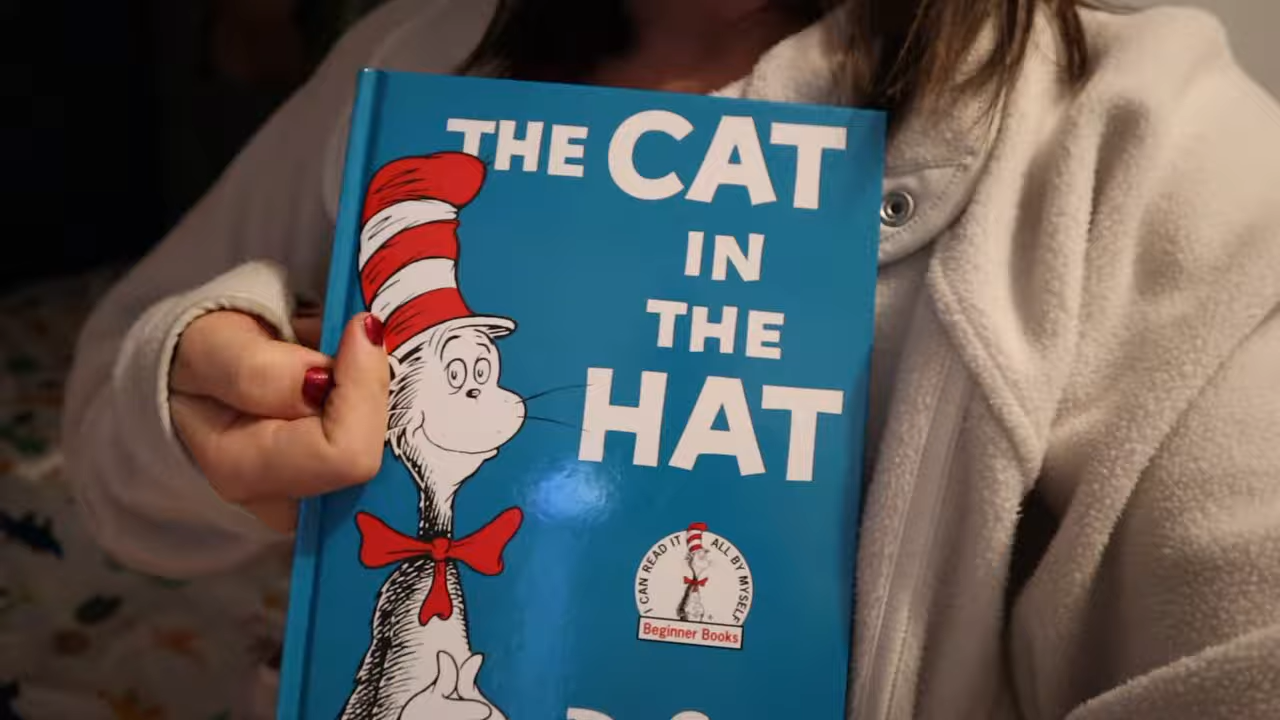 THE CAT
IN
THE
HAT
I CAN READ IT ALL BY MYSELF
Beginner Books